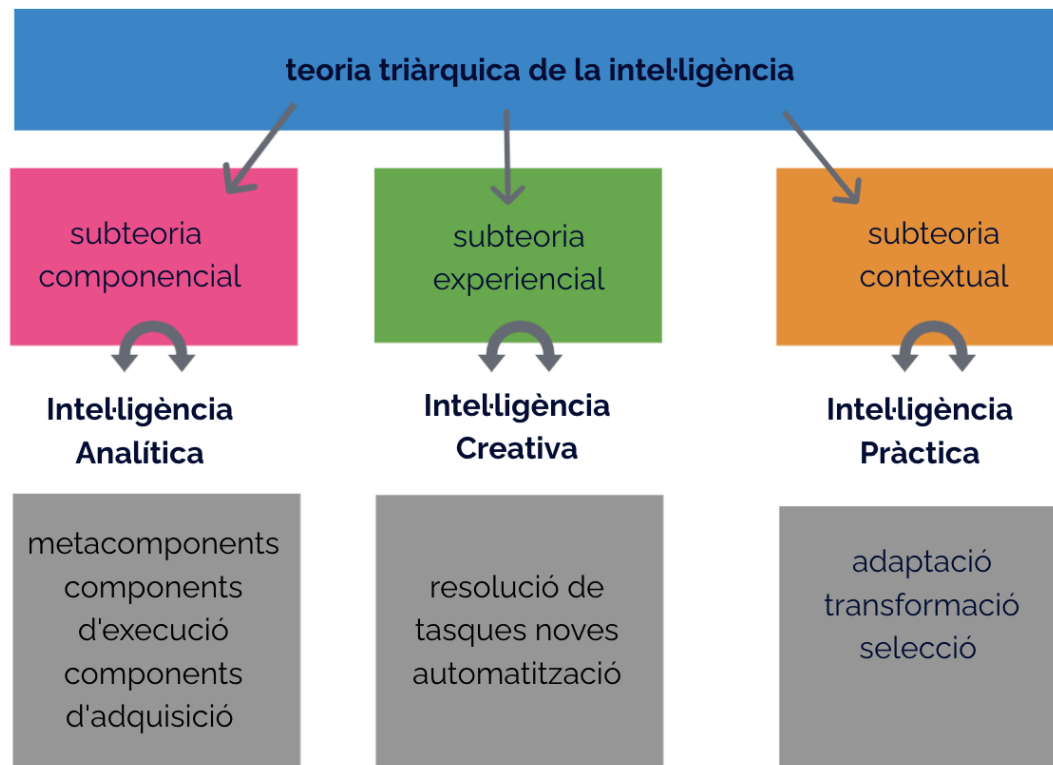 teoria triàrquica de la intel·ligència
subteoria
componencial
subteoria
experiencial
subteoria
contextual
Intel·ligència
Analítica
Intel·ligència
Creativa
Intel·ligència
Pràctica
metacomponents
components
d'execució
components
d'adquisició
resolució de
tasques noves
automatització
adaptació
transformació
selecció